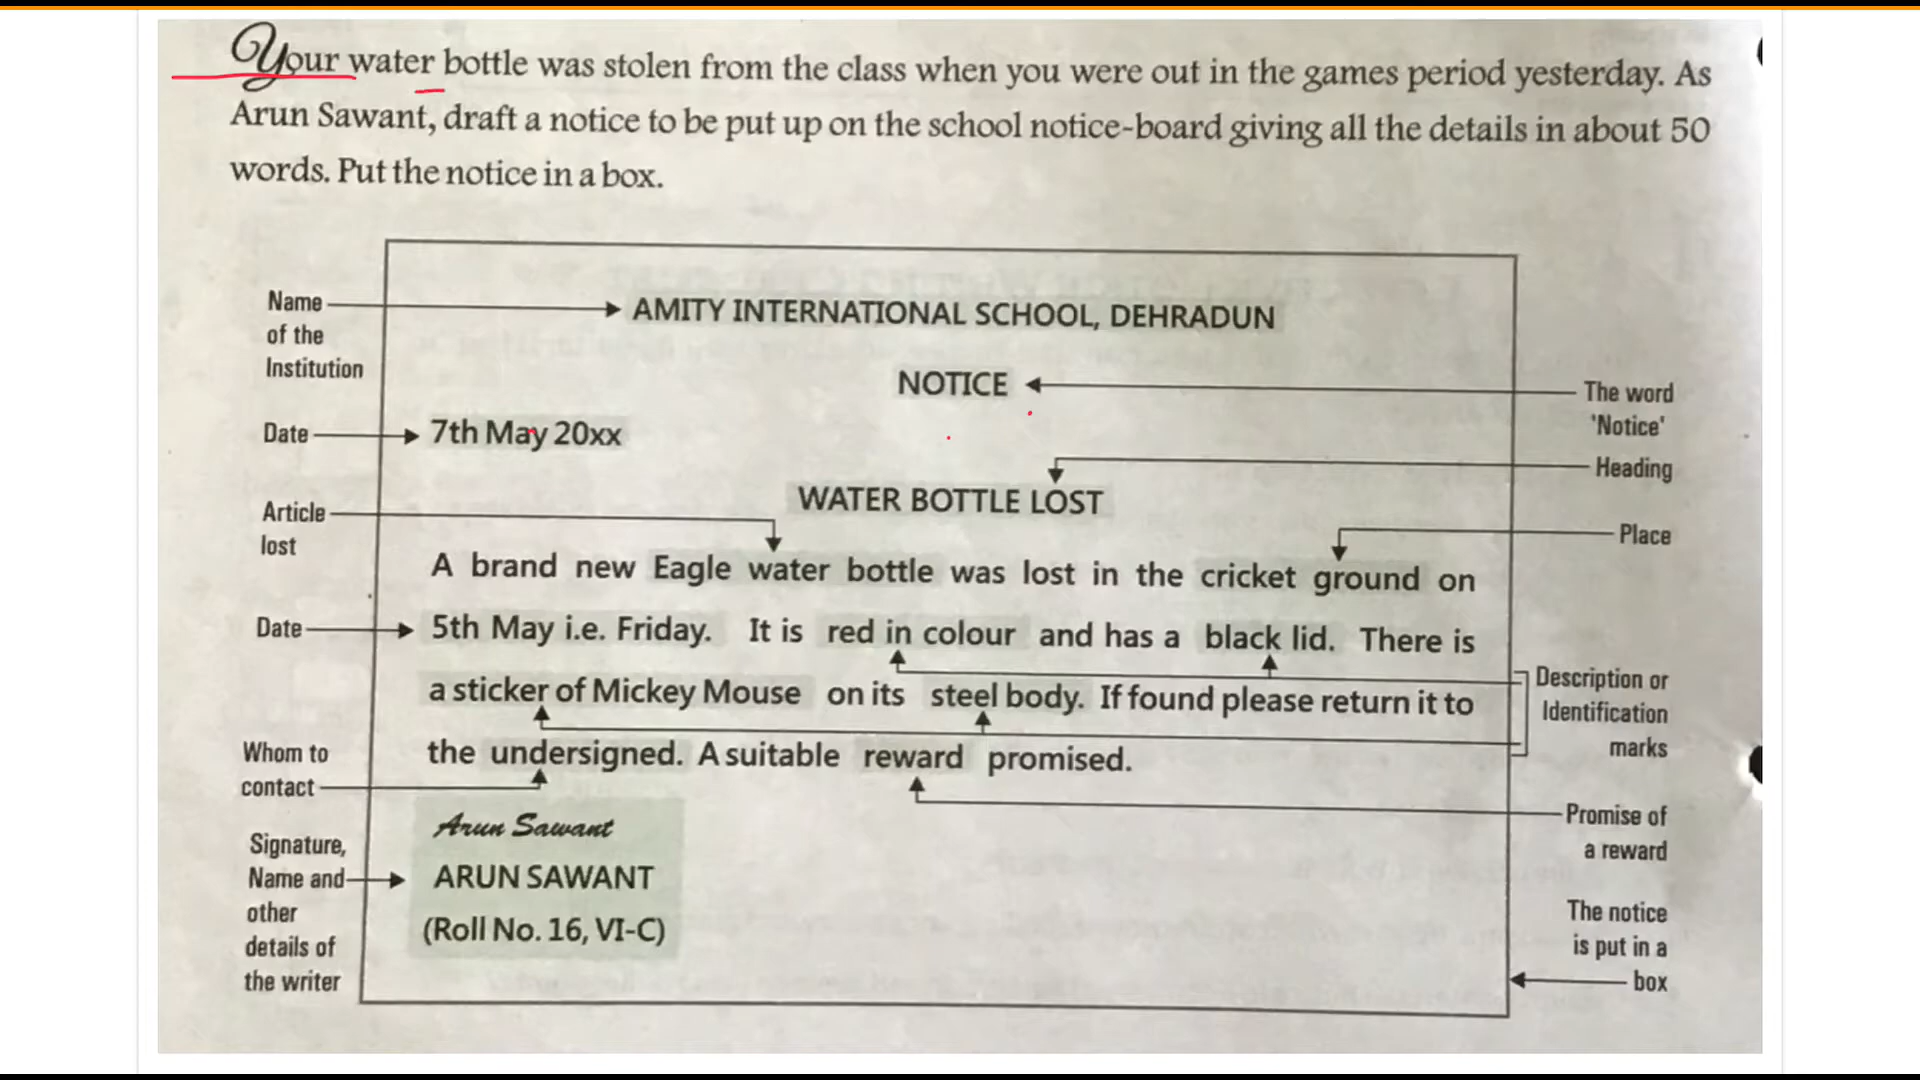 Your water bottle was stolen from the class when you were out in the games period yesterday. As
Arun Sawant, draft a notice to be put up on the school notice-board giving all the details in about 50
words. Put the notice in a box.
Name
of the
Institution
AMITY INTERNATIONAL SCHOOL, DEHRADUN
NOTICE
The word
'Notice'
Date
7th May 20xx
Heading
WATER BOTTLE LOST
Article
lost
Place
A brand new Eagle water bottle was lost in the cricket ground on
Date
5th May i.e. Friday. It is red in colour and has a black lid. There is
a sticker of Mickey Mouse on its steel body. If found please return it to
the undersigned. A suitable reward promised.
Description or
Identification
marks
Whom to
contact
Promise of
a reward
Signature,
Name and
other
details of
the writer
Arun Sawant
ARUN SAWANT
(Roll No. 16, VI-C)
The notice
is put in a
box